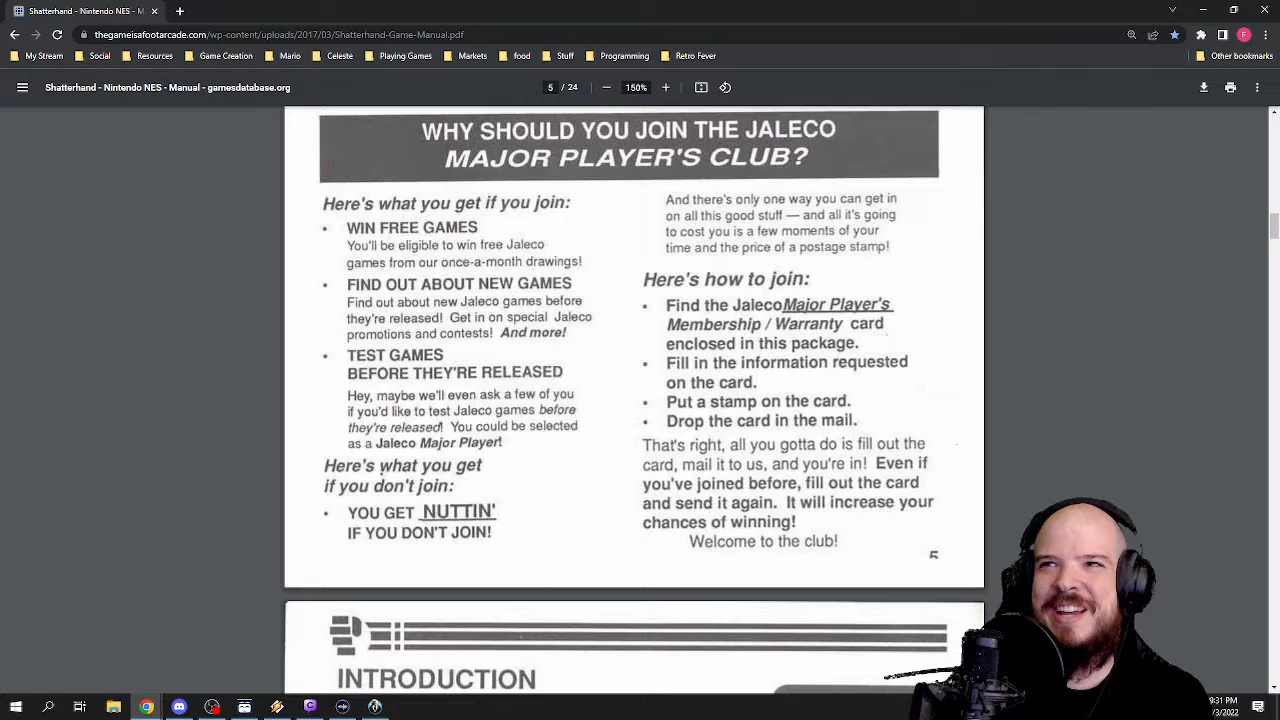 Shatterhand - Nintendo NES - M
thegameisafootarcade.com/wp-content/uploads/2017/03/Shatterhand-Game-Manual.pdf
My Stream
Social
Resources
Game Creation
Mario
Celeste
Playing Games
Markets
Food
Stuff
Programming
Retro Fever
Other bookmarks
Shatterhand - Nintendo NES - Manual - gamesdatabase.org
5 / 24
150%
WHY SHOULD YOU JOIN THE JALECO
MAJOR PLAYER'S CLUB?
Here's what you get if you join:
• WIN FREE GAMES
You'll be eligible to win free Jaleco
games from our once-a-month drawings!
• FIND OUT ABOUT NEW GAMES
Find out about new Jaleco games before
they're released! Get in on special Jaleco
promotions and contests! And more!
• TEST GAMES
BEFORE THEY'RE RELEASED
Hey, maybe we'll even ask a few of you
if you'd like to test Jaleco games before
they're released! You could be selected
as a Jaleco Major Player!
Here's what you get
if you don't join:
• YOU GET NUTTIN'
IF YOU DON'T JOIN!
And there's only one way you can get in
on all this good stuff — and all it's going
to cost you is a few moments of your
time and the price of a postage stamp!
Here's how to join:
• Find the Jaleco Major Player's
Membership / Warranty card
enclosed in this package.
• Fill in the information requested
on the card.
• Put a stamp on the card.
• Drop the card in the mail.
That's right, all you gotta do is fill out the
card, mail it to us, and you're in! Even if
you've joined before, fill out the card
and send it again. It will increase your
chances of winning!
Welcome to the club!
5
INTRODUCTION
9:31 PM
/3/2022